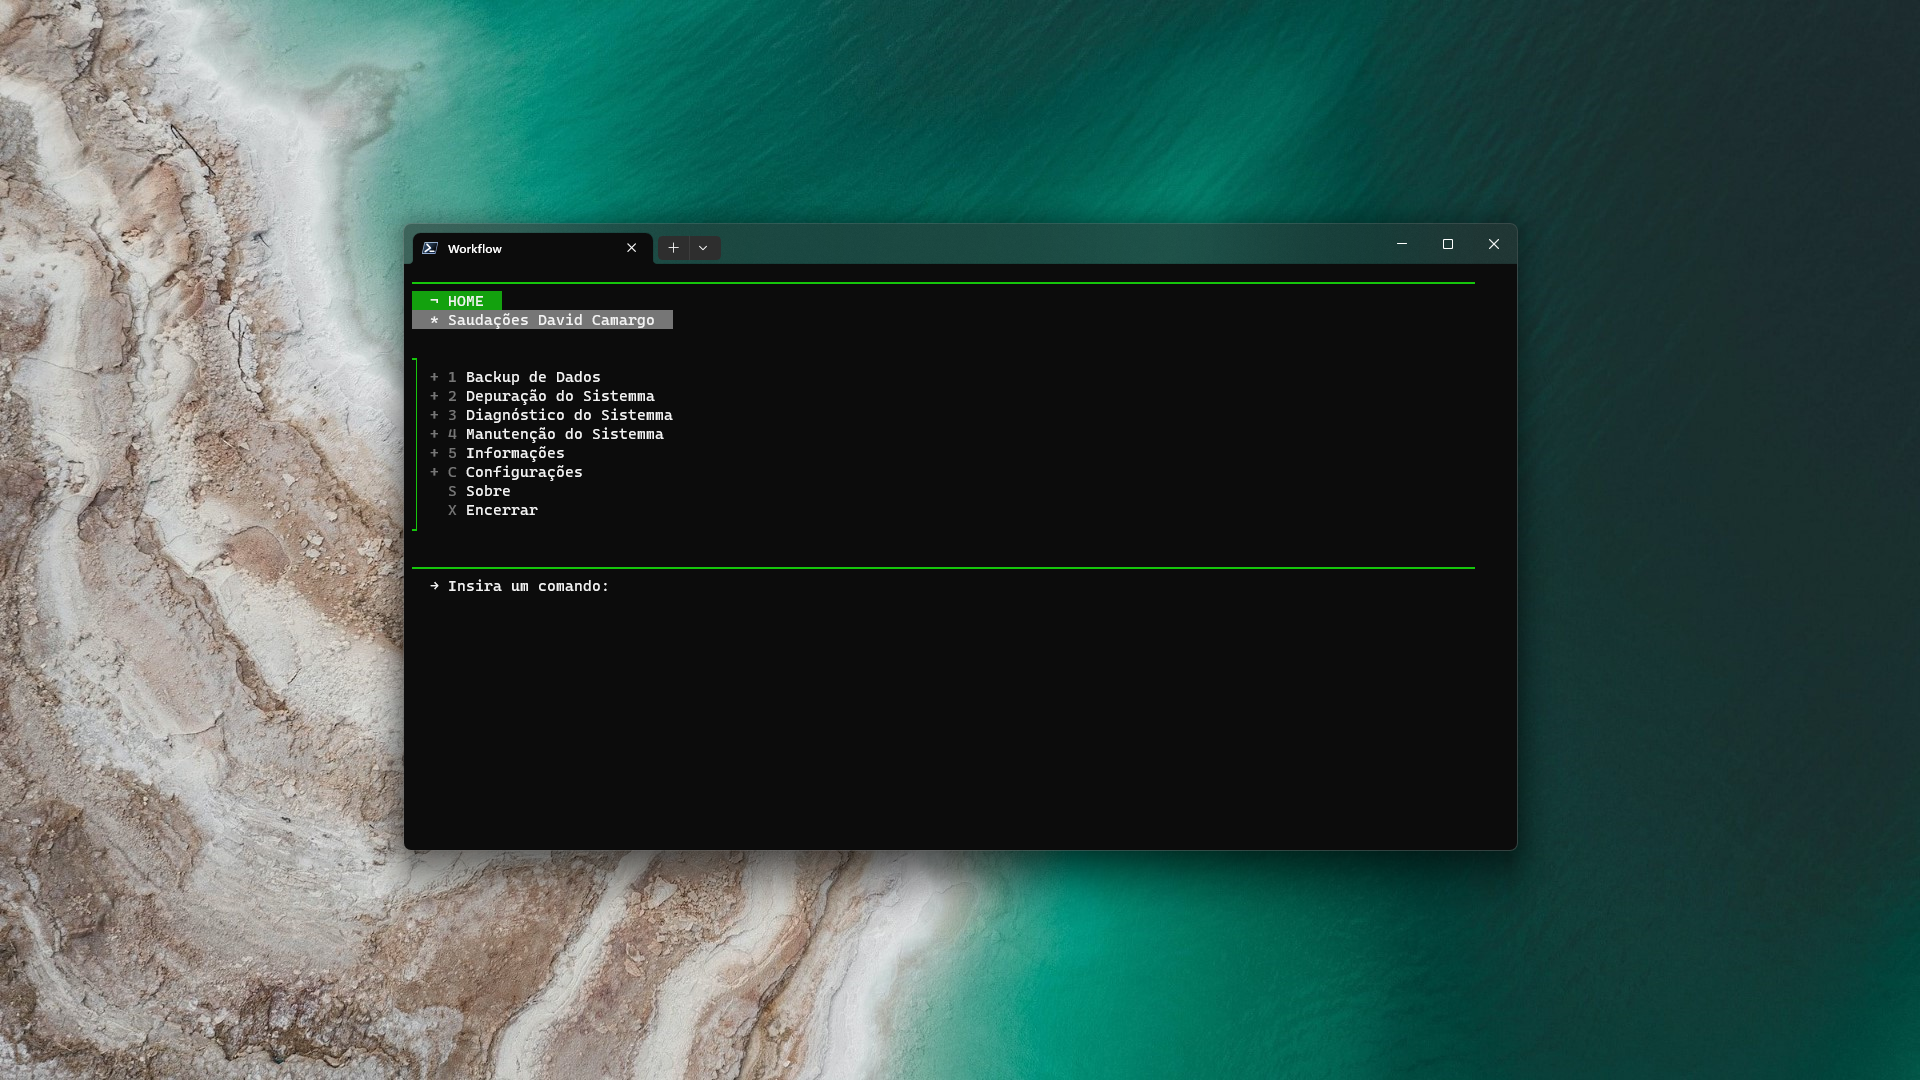 Workflow
¬ HOME
* Saudações David Camargo
+ 1 Backup de Dados
+ 2 Depuração do Sistemma
+ 3 Diagnóstico do Sistemma
+ 4 Manutenção do Sistemma
+ 5 Informações
+ C Configurações
S Sobre
X Encerrar
→ Insira um comando: